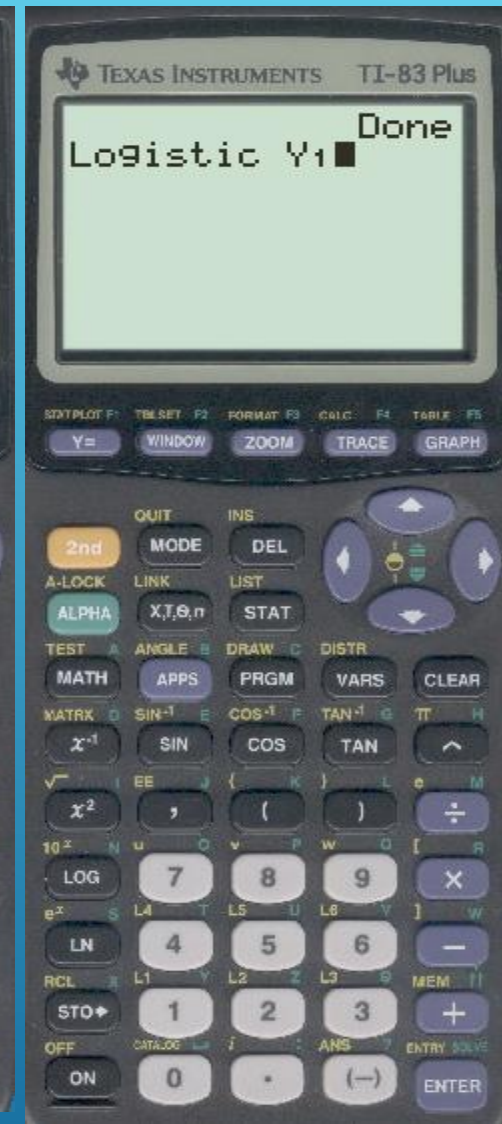 TEXAS INSTRUMENTS TI-83 Plus
Done
Logistic Y₁
STAT PLOT F1 TBLSET F2 FORMAT F3 CALC F4 TABLE F5
Y= WINDOW ZOOM TRACE GRAPH
QUIT INS
2nd MODE DEL
A-LOCK LINK LIST
ALPHA X,T,Θ,n STAT
TEST A ANGLE B DRAW C DISTR
MATH APPS PRGM VARS CLEAR
MATRX D SIN⁻¹ E COS⁻¹ F TAN⁻¹ G π H
x⁻¹ SIN COS TAN ^
√ I EE J { K } L e M
x² , ( ) ÷
10ˣ N u O v P w Q [ R
LOG 7 8 9 ×
eˣ S L4 T L5 U L6 V ] W
LN 4 5 6 −
RCL X L1 Y L2 Z L3 θ MEM "
STO➔ 1 2 3 +
OFF CATALOG ⎵ i : ANS ? ENTRY SOLVE
ON 0 . (−) ENTER